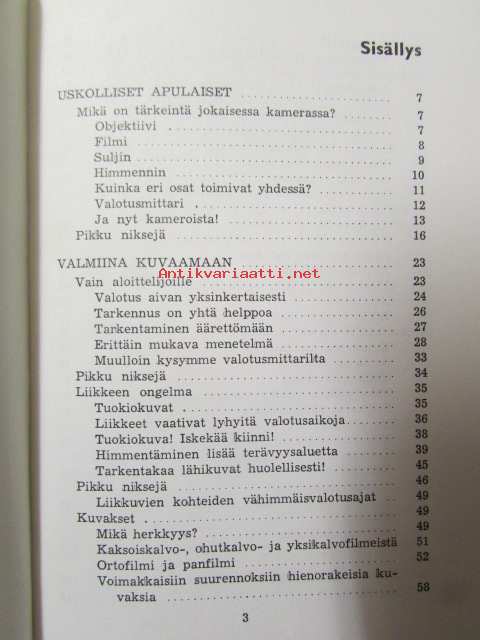 Sisällys
USKOLLISET APULAISET 7
Mikä on tärkeintä jokaisessa kamerassa? 7
Objektiivi 7
Filmi 8
Suljin 9
Himmennin 10
Kuinka eri osat toimivat yhdessä? 11
Valotusmittari 12
Ja nyt kameroista! 13
Pikku niksejä 16
VALMIINA KUVAAMAAN 23
Antikvariaatti.net
Vain aloittelijoille 23
Valotus aivan yksinkertaisesti 24
Tarkennus on yhtä helppoa 26
Tarkentaminen äärettömään 27
Erittäin mukava menetelmä 28
Muulloin kysymme valotusmittarilta 33
Pikku niksejä 34
Liikkeen ongelma 35
Tuokiokuvat 35
Liikkeet vaativat lyhyitä valotusaikoja 36
Tuokiokuva! Iskekää kiinni! 38
Himmentäminen lisää terävyysaluetta 39
Tarkentakaa lähikuvat huolellisesti! 45
Pikku niksejä 46
Liikkuvien kohteiden vähimmäisvalotusajat 49
Kuvakset 49
Mikä herkkyys? 49
Kaksoiskalvo-, ohutkalvo- ja yksikalvofilmeistä 51
Ortofilmi ja panfilmi 52
Voimakkaisiin suurennoksiin hienorakeisia ku-
vaksia 58
3